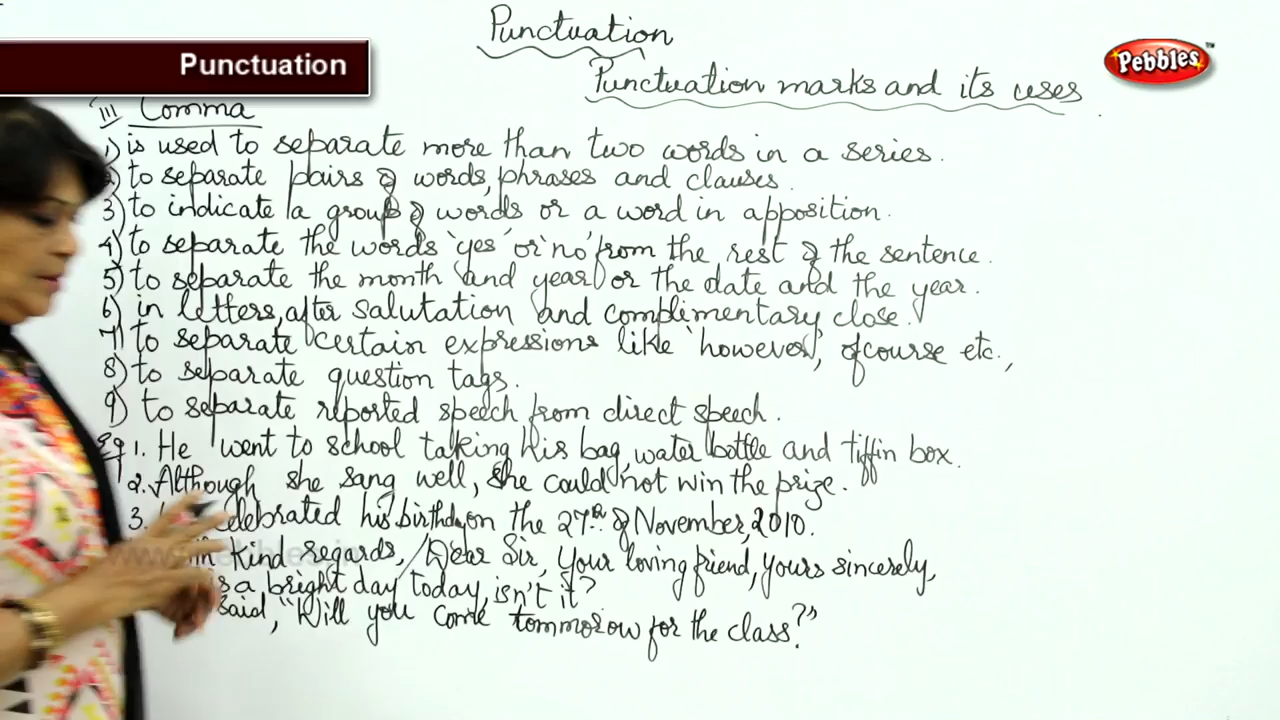 Punctuation
Punctuation
Pebbles™
Punctuation marks and its uses
III Comma
1) is used to separate more than two words in a series.
to separate pairs of words, phrases and clauses.
3) to indicate a group of words or a word in apposition.
4) to separate the words 'yes' or 'no' from the rest of the sentence.
5) to separate the month and year or the date and the year.
6) in letters, after salutation and complimentary close.
7) to separate certain expressions like 'however', ofcourse etc.,
8) to separate question tags.
9) to separate reported speech from direct speech.
Eg 1. He went to school taking his bag, water bottle and tiffin box.
2. Although she sang well, she could not win the prize.
3. celebrated his birthday on the 27th of November, 2010.
kind regards, Dear Sir, Your loving friend, yours sincerely,
is a bright day today, isn't it?
said, "Will you come tommorow for the class?"